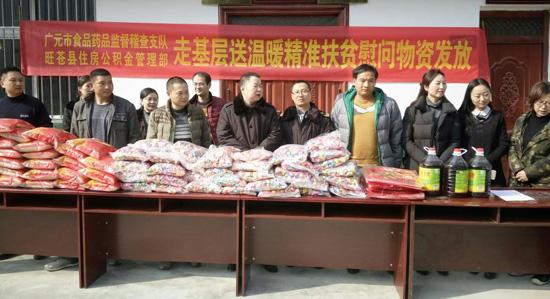 广元市食品药品监督稽查支队
旺苍县住房公积金管理部
走基层送温暖精准扶贫慰问物资发放